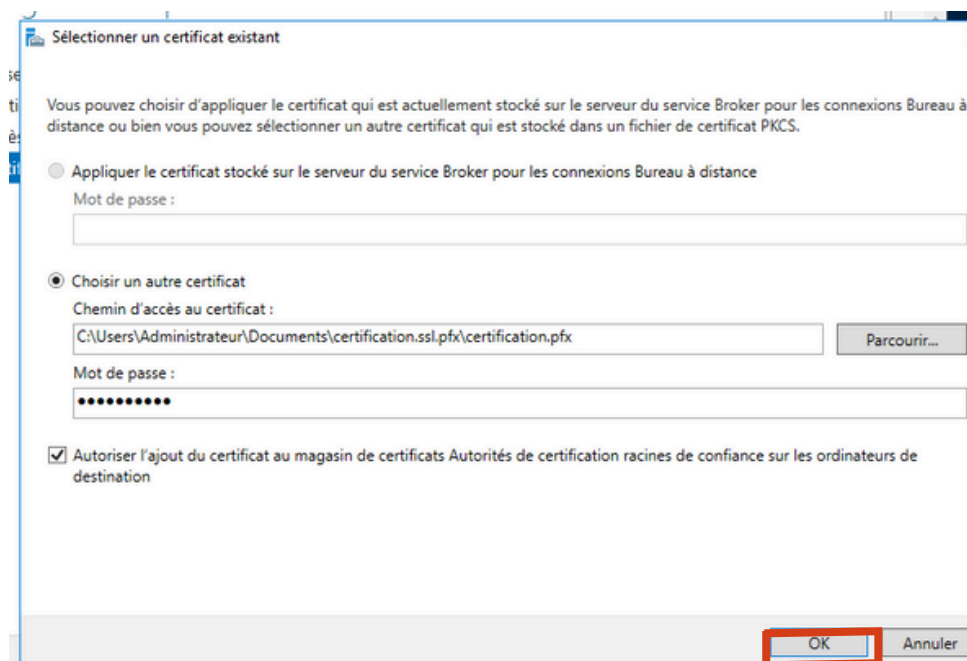 Sélectionner un certificat existant
Vous pouvez choisir d'appliquer le certificat qui est actuellement stocké sur le serveur du service Broker pour les connexions Bureau à
distance ou bien vous pouvez sélectionner un autre certificat qui est stocké dans un fichier de certificat PKCS.
Appliquer le certificat stocké sur le serveur du service Broker pour les connexions Bureau à distance
Mot de passe :
Choisir un autre certificat
Chemin d'accès au certificat :
C:\Users\Administrateur\Documents\certification.ssl.pfx\certification.pfx
Parcourir...
Mot de passe :
••••••••••
Autoriser l'ajout du certificat au magasin de certificats Autorités de certification racines de confiance sur les ordinateurs de
destination
OK
Annuler